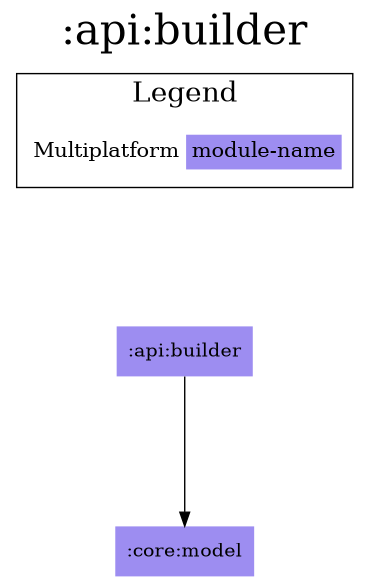 :api:builder
Legend
Multiplatform module-name
:api:builder
:core:model